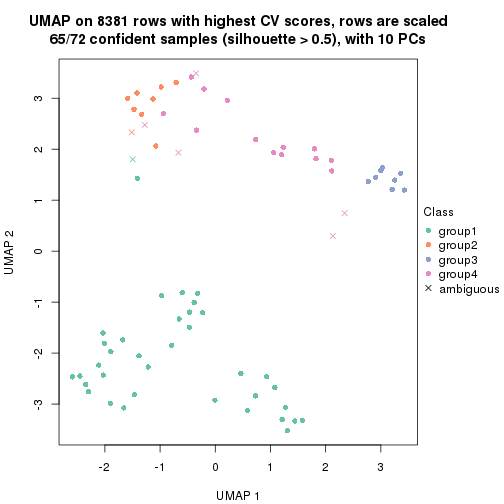 UMAP on 8381 rows with highest CV scores, rows are scaled
65/72 confident samples (silhouette > 0.5), with 10 PCs
3
2
1
0
-1
-2
-3
UMAP 2
-2
-1
0
1
2
3
UMAP 1
Class
group1
group2
group3
group4
ambiguous